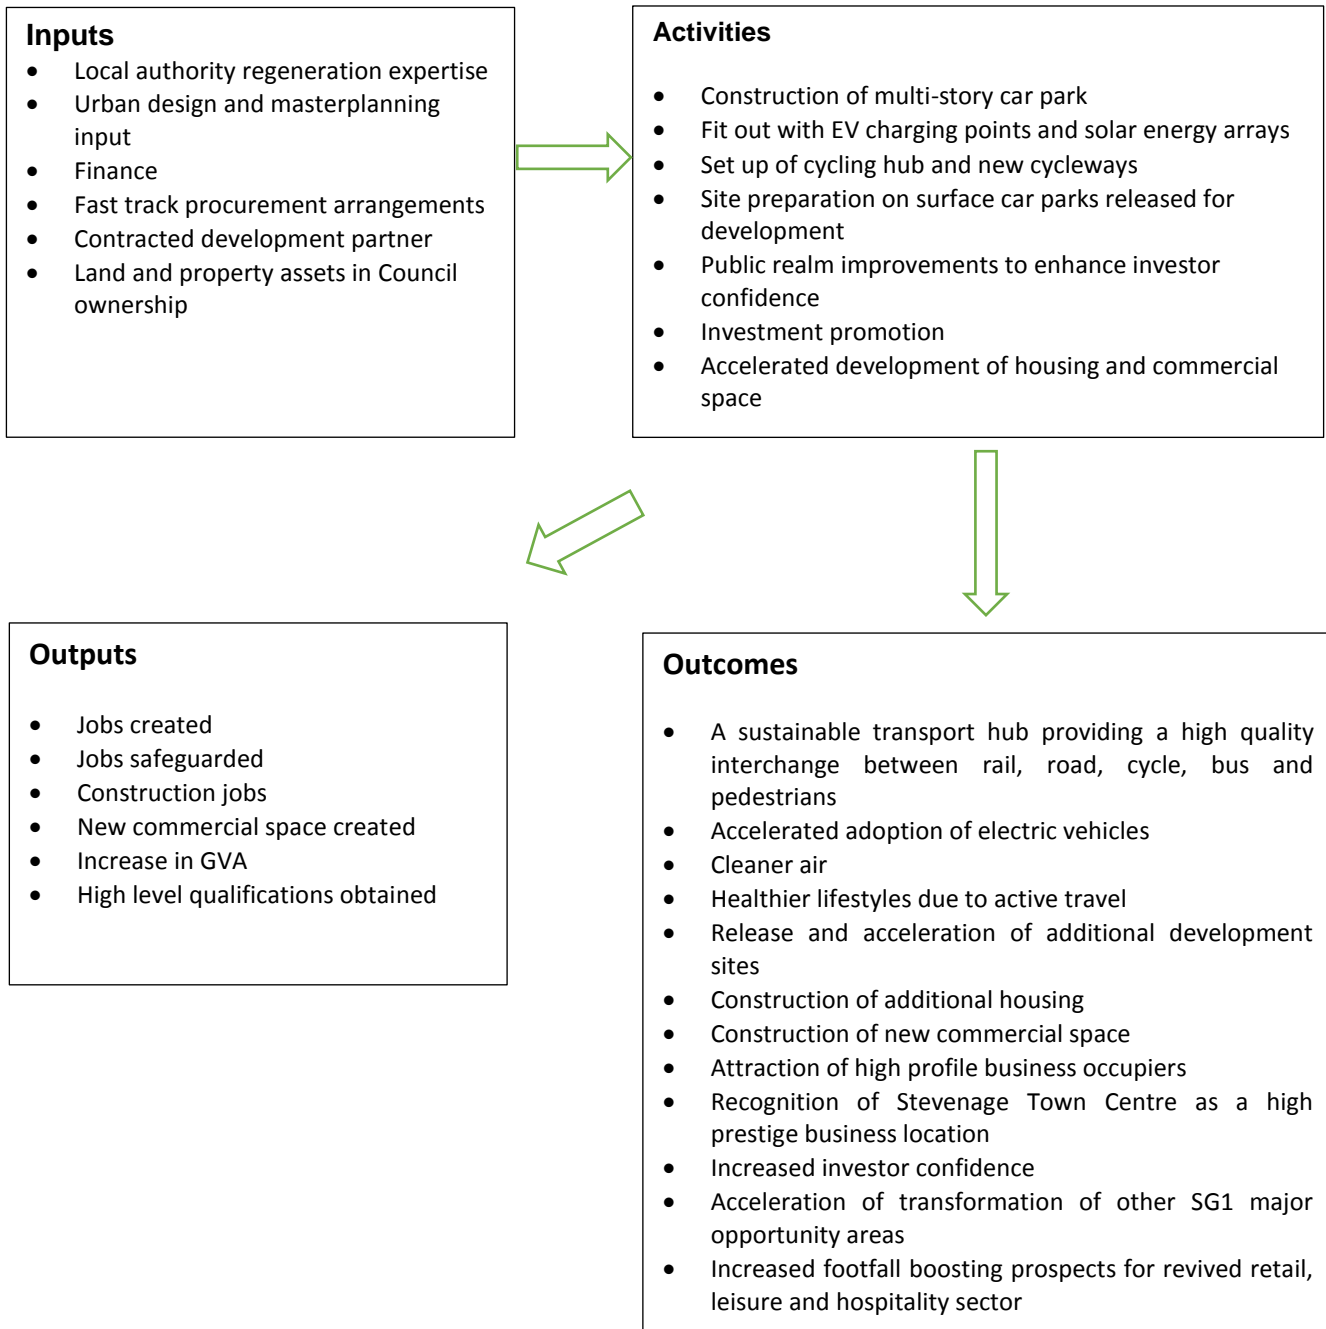 Inputs
• Local authority regeneration expertise
• Urban design and masterplanning
input
• Finance
• Fast track procurement arrangements
• Contracted development partner
• Land and property assets in Council
ownership
Activities
• Construction of multi-story car park
• Fit out with EV charging points and solar energy arrays
• Set up of cycling hub and new cycleways
• Site preparation on surface car parks released for
development
• Public realm improvements to enhance investor
confidence
• Investment promotion
• Accelerated development of housing and commercial
space
Outputs
• Jobs created
• Jobs safeguarded
• Construction jobs
• New commercial space created
• Increase in GVA
• High level qualifications obtained
Outcomes
• A sustainable transport hub providing a high quality
interchange between rail, road, cycle, bus and
pedestrians
• Accelerated adoption of electric vehicles
• Cleaner air
• Healthier lifestyles due to active travel
• Release and acceleration of additional development
sites
• Construction of additional housing
• Construction of new commercial space
• Attraction of high profile business occupiers
• Recognition of Stevenage Town Centre as a high
prestige business location
• Increased investor confidence
• Acceleration of transformation of other SG1 major
opportunity areas
• Increased footfall boosting prospects for revived retail,
leisure and hospitality sector